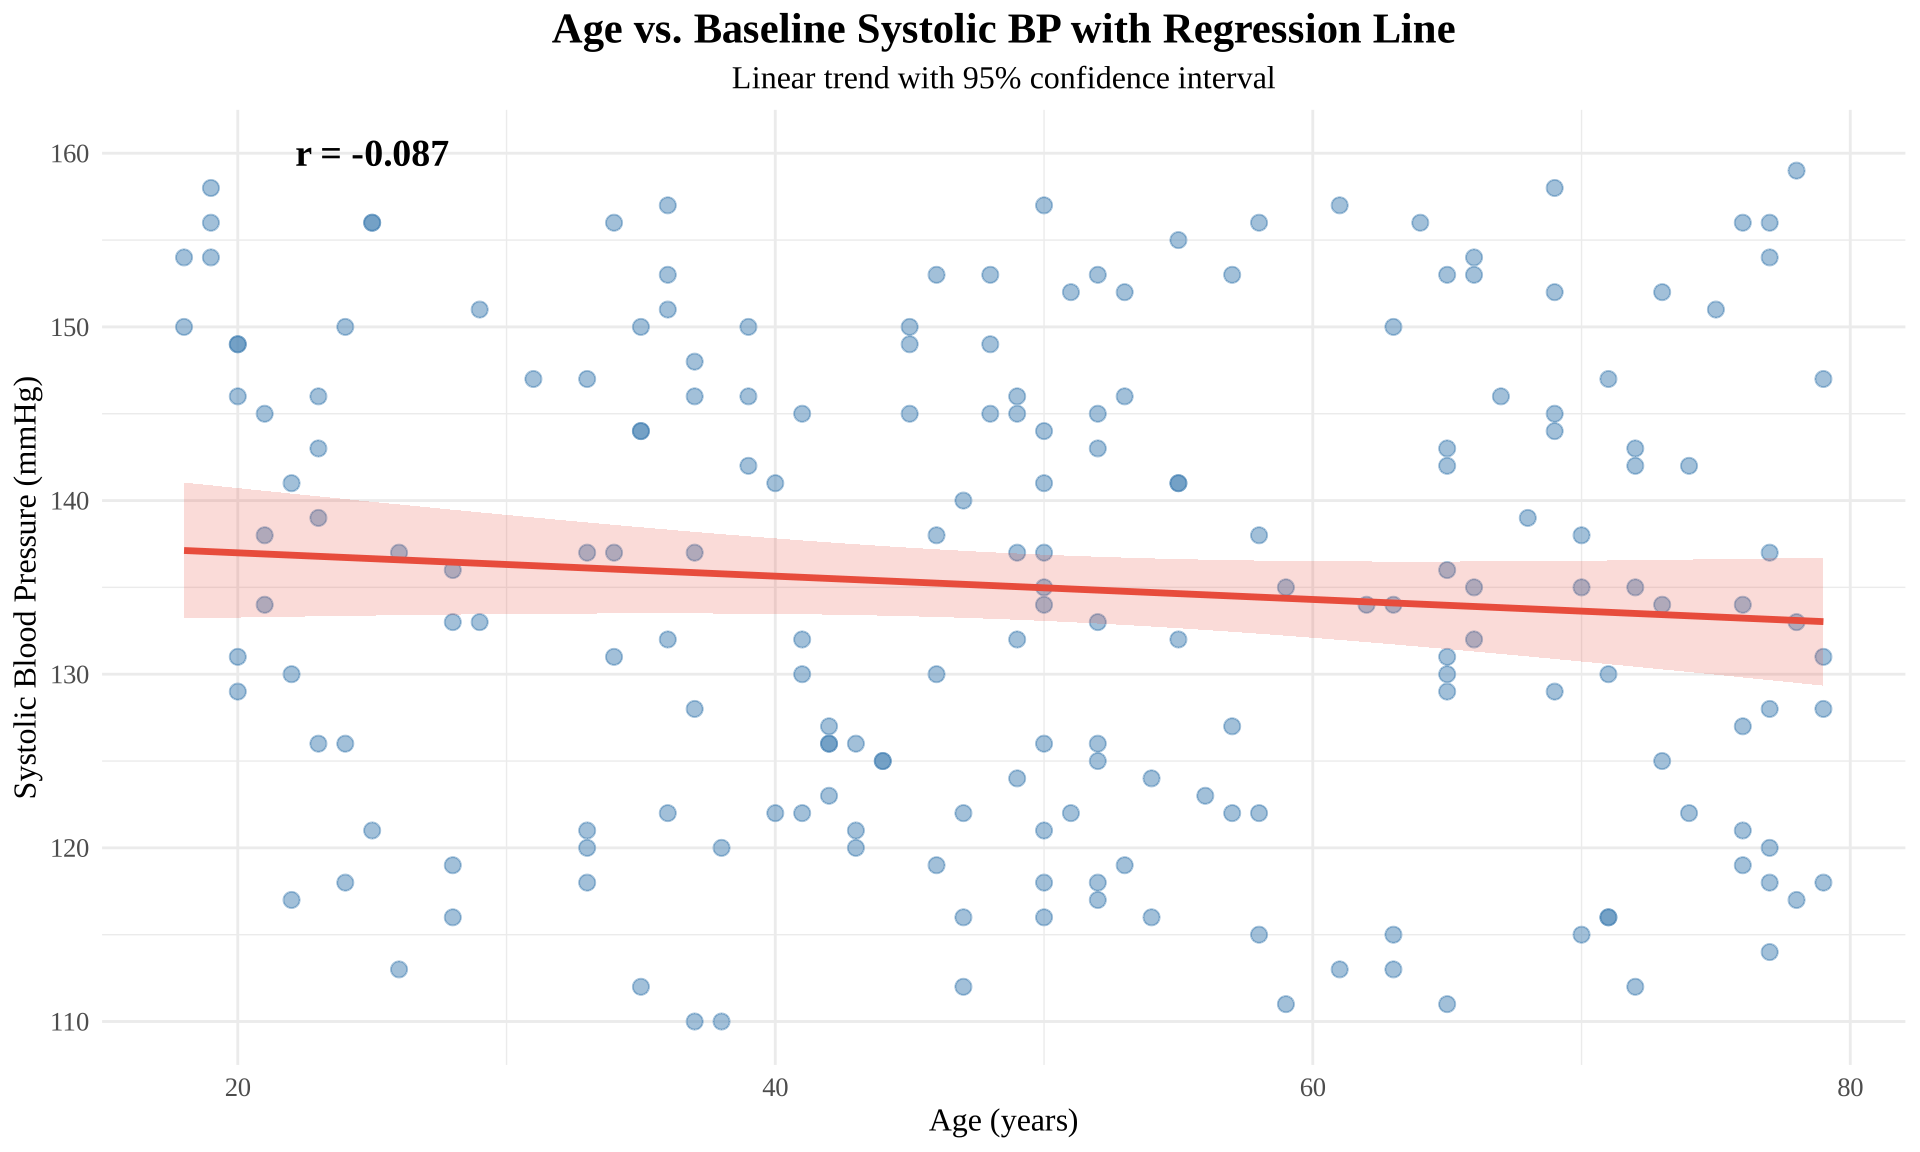 Age vs. Baseline Systolic BP with Regression Line
Linear trend with 95% confidence interval
r = -0.087
Systolic Blood Pressure (mmHg)
160
150
140
130
120
110
20
40
60
80
Age (years)